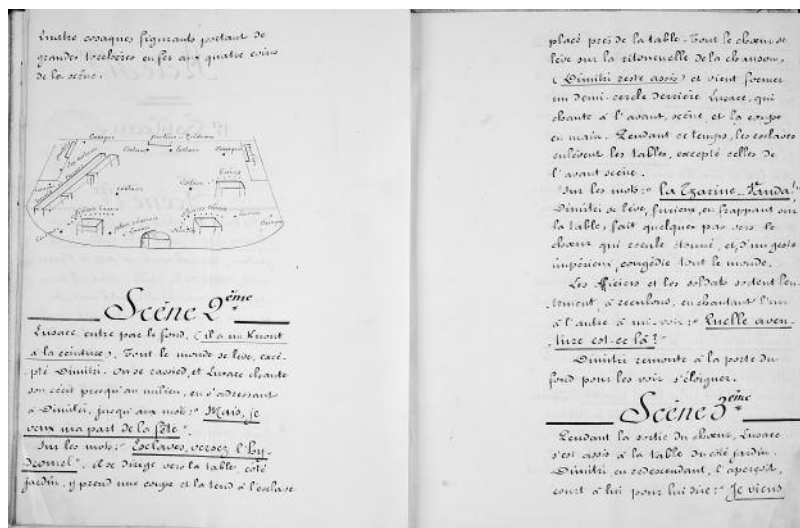 Quatre cosaques figurants portant de
grandes torchères en fer aux quatre coins
de la scène.
Scène 2ème
Lusace entre par le fond, (il a un knout
à la ceinture). Tout le monde se lève, exce-
pté Dimitri. On se rassied, et Lusace chante
son récit presqu'au milieu, en s'adressant
à Dimitri, jusqu'aux mots: "Mais, je
veux ma part de la fête".
Sur les mots: "Esclaves, versez l'hy-
dromel", il se dirige vers la table, côté
jardin, y prend une coupe et la tend à l'esclave
placé près de la table. Tout le chœur se
lève sur la ritournelle de la chanson,
(Dimitri reste assis) et vient former
un demi-cercle derrière Lusace, qui
chante à l'avant-scène, et la coupe
en main. Pendant ce temps, les esclaves
enlèvent les tables, excepté celles de
l'avant scène.
Sur les mots: "la Tzarine Vanda!"
Dimitri se lève, furieux, en frappant sur
la table, fait quelques pas vers le
chœur qui recule étonné, et, d'un geste
impérieux, congédie tout le monde.
Les officiers et les soldats sortent len-
tement, à reculons, en chantant l'un
à l'autre à mi-voix: "Quelle aven-
ture est-ce là?"
Dimitri remonte à la porte du
fond pour les voir s'éloigner.
Scène 3ème
Pendant la sortie du chœur, Lusace
s'est assis à la table du côté jardin.
Dimitri en redescendant, l'aperçoit,
court à lui pour lui dire: "Je viens